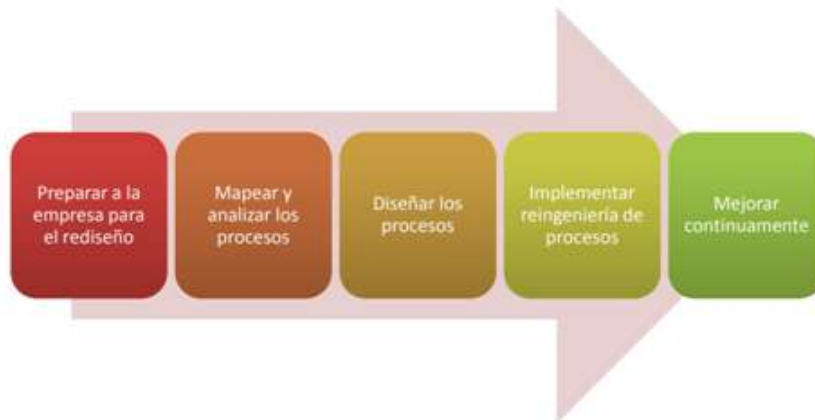 Preparar a la
empresa para
el rediseño
Mapear y
analizar los
procesos
Diseñar los
procesos
Implementar
reingeniería de
procesos
Mejorar
continuamente